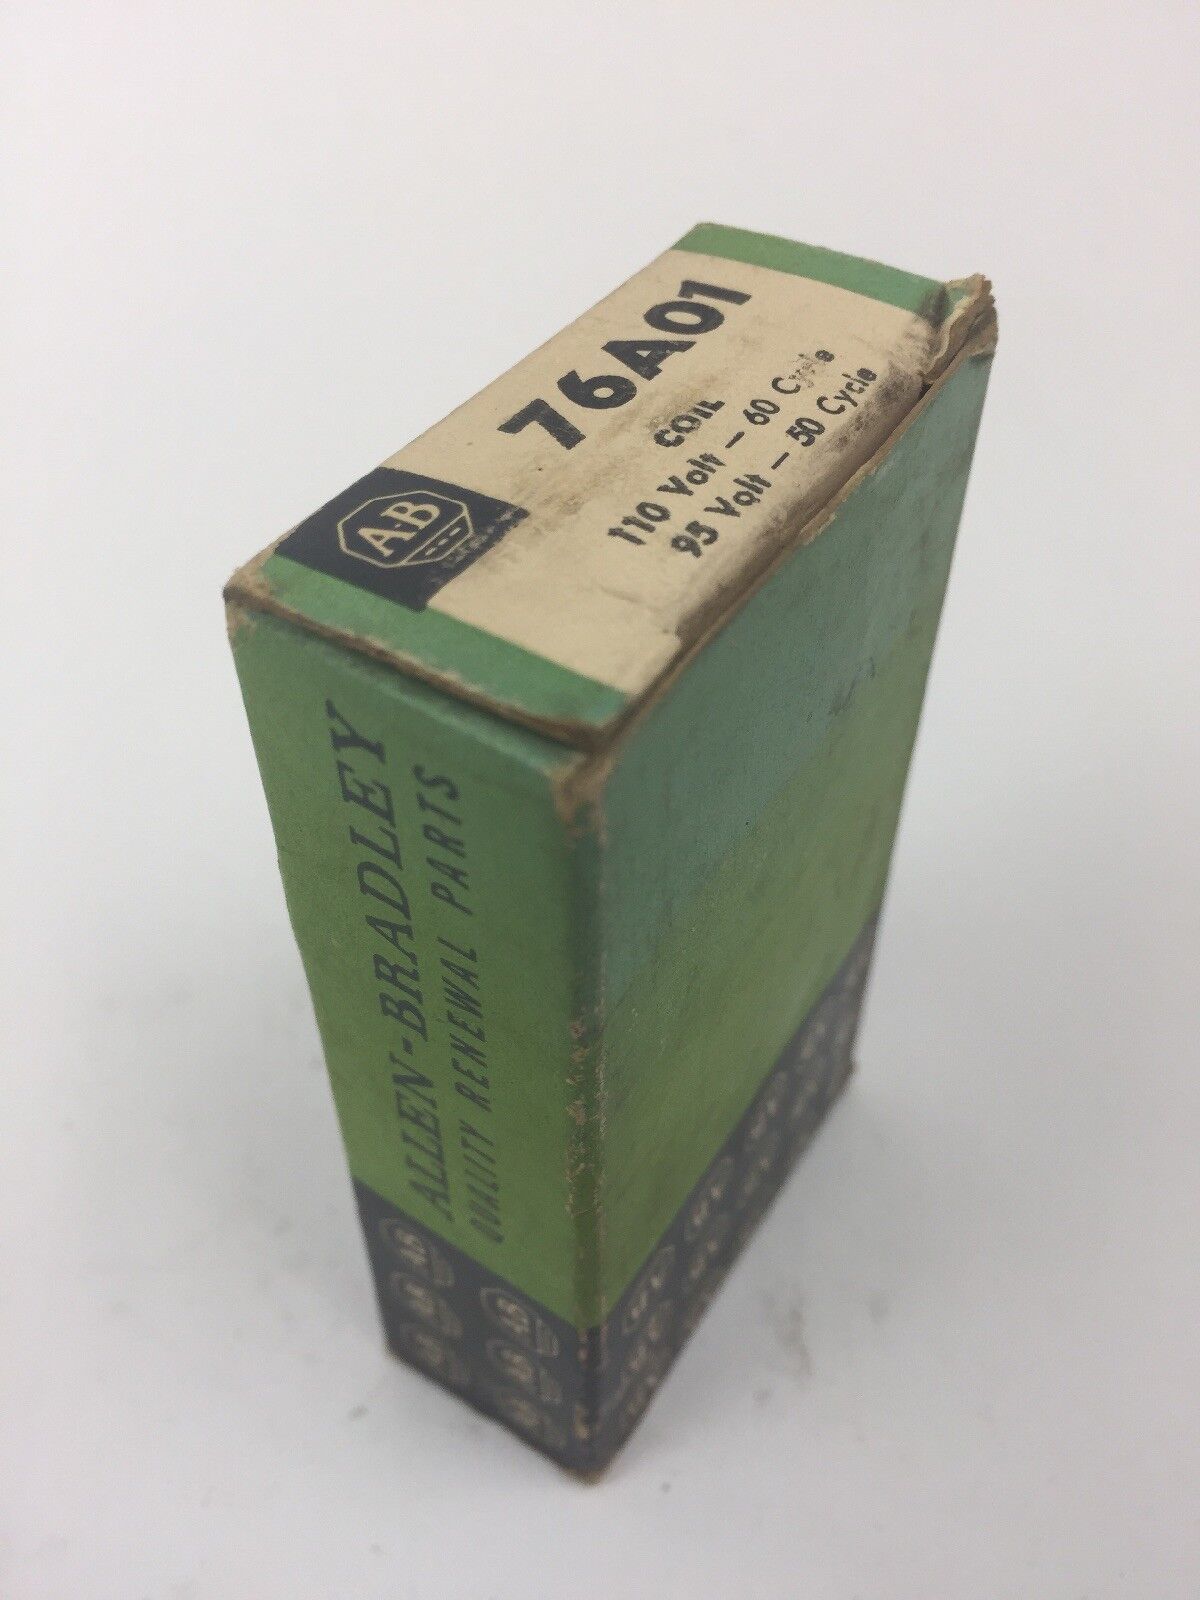 76A01
COIL
110 Volt - 60 Cycle
95 Volt - 50 Cycle
A-B
ALLEN-BRADLEY
QUALITY RENEWAL PARTS
A-B
A-B
A-B
A-B
A-B